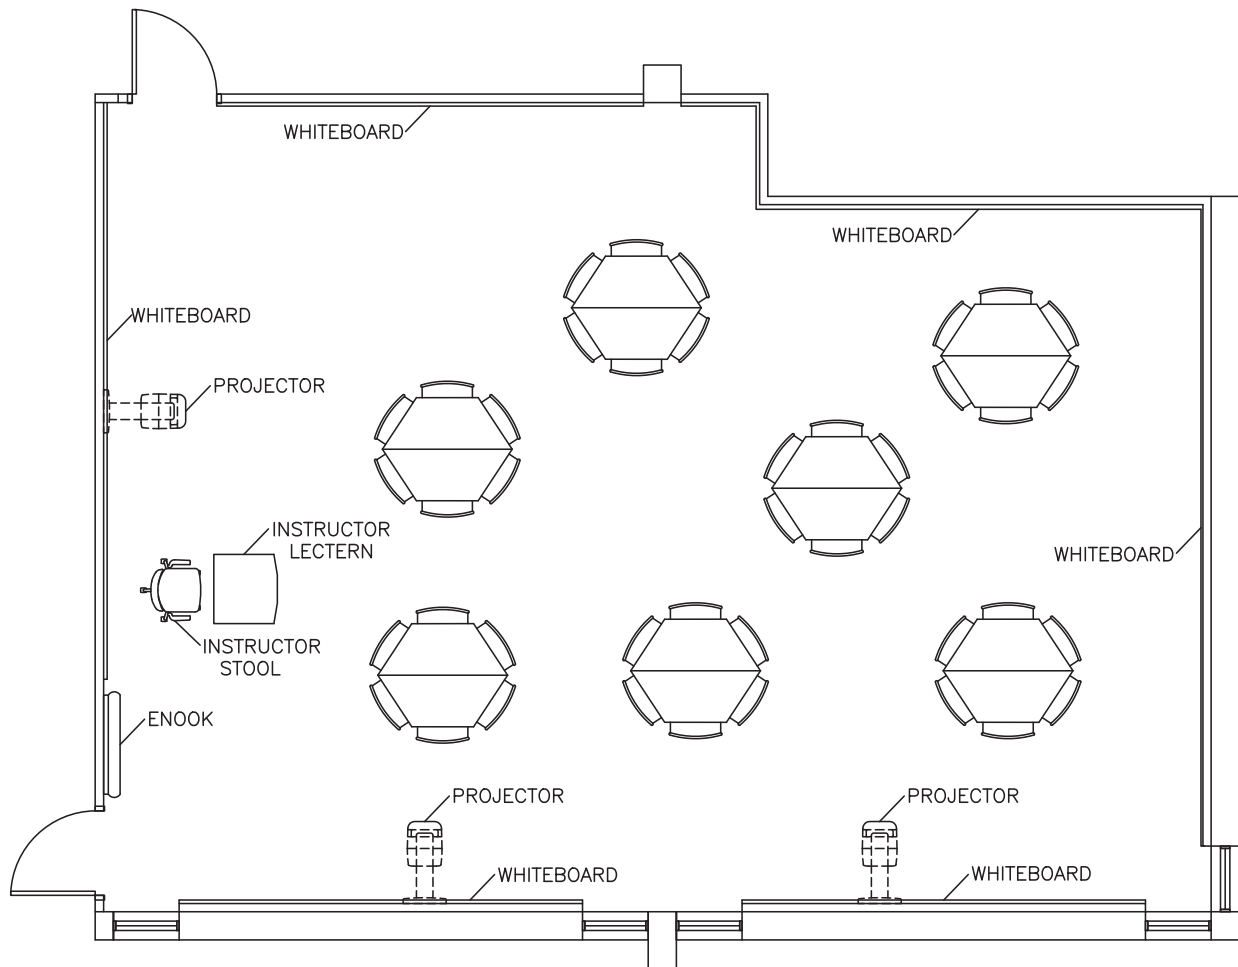 WHITEBOARD
WHITEBOARD
WHITEBOARD
PROJECTOR
INSTRUCTOR
LECTERN
WHITEBOARD
INSTRUCTOR
STOOL
ENOOK
PROJECTOR
PROJECTOR
WHITEBOARD
WHITEBOARD